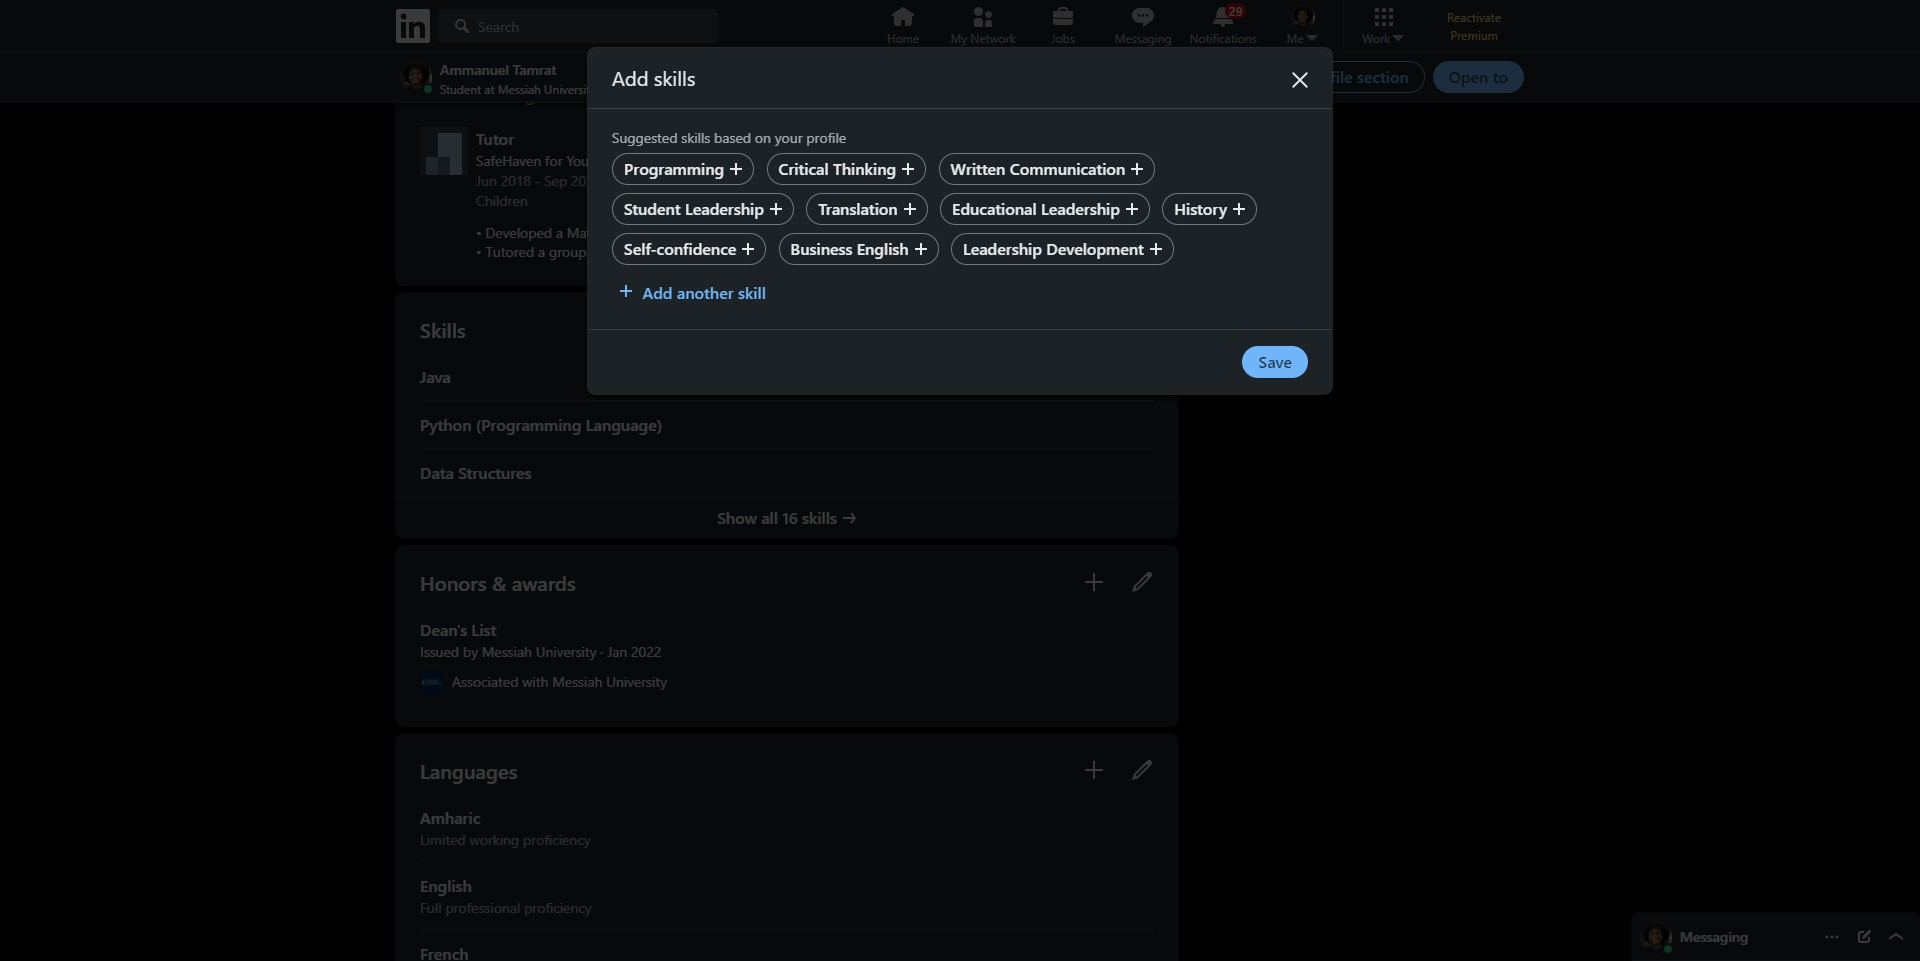 in
Search
Home
My Network
Jobs
Messaging
29
Notifications
Me
Work
Reactivate
Premium
Ammanuel Tamrat
Student at Messiah
file section
Open to
Add skills
Suggested skills based on your profile
Programming +
Critical Thinking +
Written Communication +
Student Leadership +
Translation +
Educational Leadership +
History +
Self-confidence +
Business English +
Leadership Development +
+ Add another skill
Save
Tutor
SafeHaven for You
Jun 2018 - Sep 20
Children
• Developed a Ma
• Tutored a group
Skills
Java
Python (Programming Language)
Data Structures
Show all 16 skills →
Honors & awards
Dean's List
Issued by Messiah University · Jan 2022
Associated with Messiah University
Languages
Amharic
Limited working proficiency
English
Full professional proficiency
French
Messaging